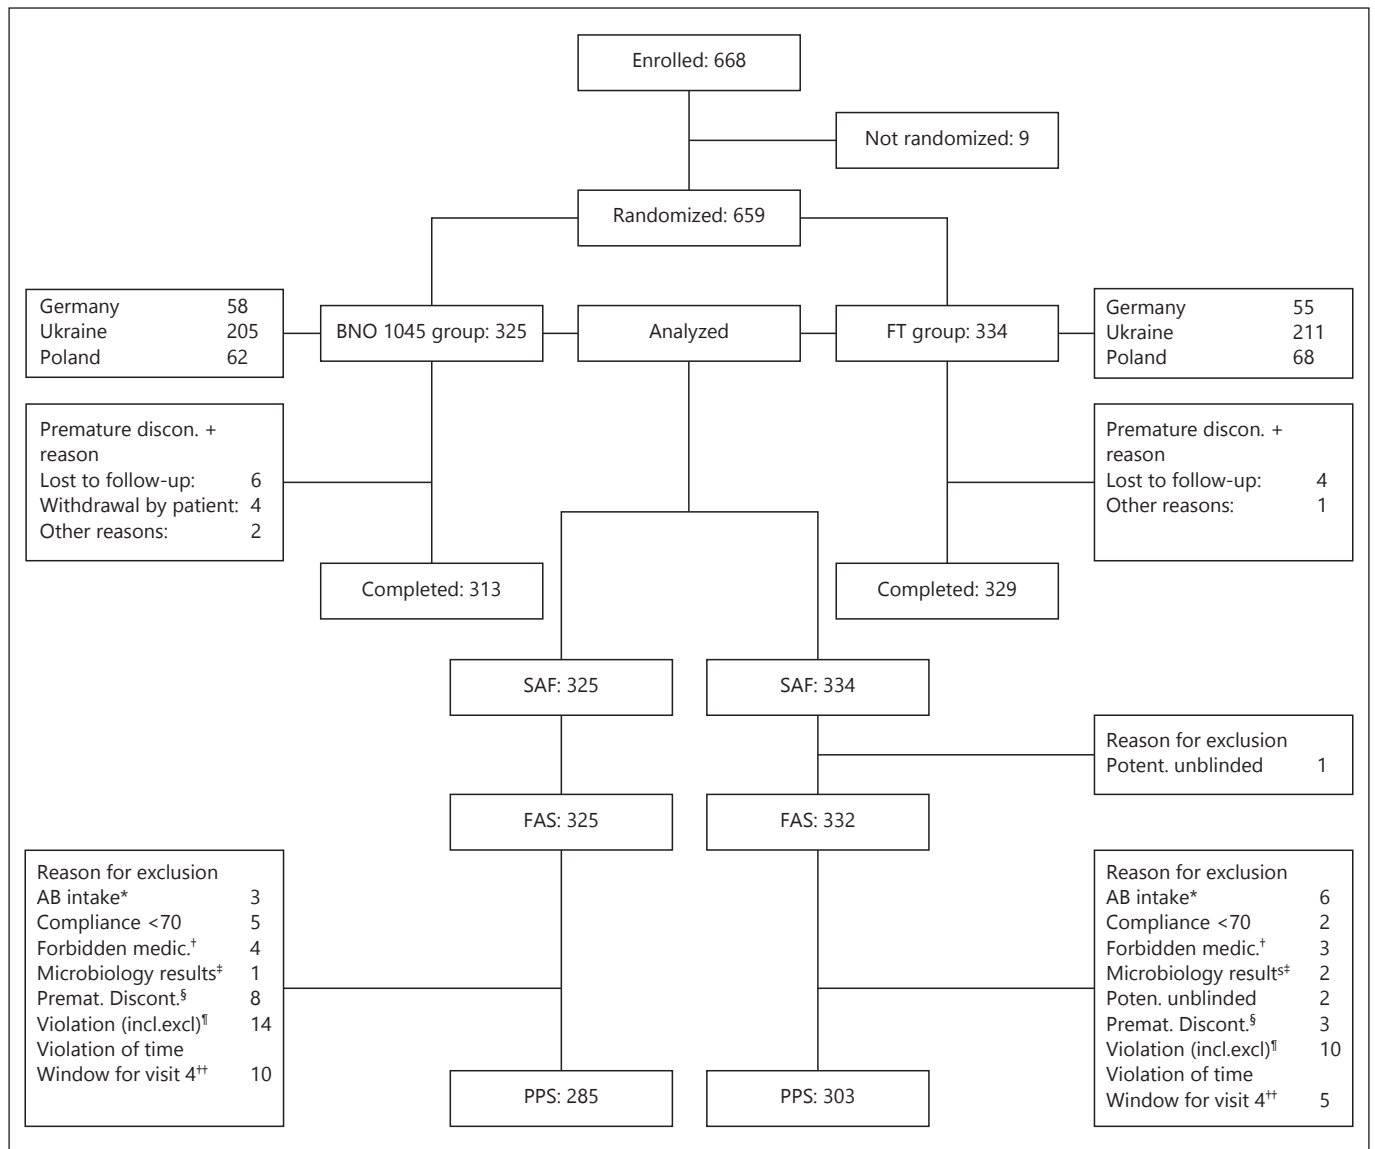 Enrolled: 668
Not randomized: 9
Randomized: 659
Germany 58
Ukraine 205
Poland 62
BNO 1045 group: 325
Analyzed
FT group: 334
Germany 55
Ukraine 211
Poland 68
Premature discon. +
reason
Lost to follow-up: 6
Withdrawal by patient: 4
Other reasons: 2
Premature discon. +
reason
Lost to follow-up: 4
Other reasons: 1
Completed: 313
Completed: 329
SAF: 325
SAF: 334
Reason for exclusion
Potent. unblinded 1
FAS: 325
FAS: 332
Reason for exclusion
AB intake* 3
Compliance <70 5
Forbidden medic.† 4
Microbiology results‡ 1
Premat. Discont.§ 8
Violation (incl.excl)¶ 14
Violation of time
Window for visit 4†† 10
Reason for exclusion
AB intake* 6
Compliance <70 2
Forbidden medic.† 3
Microbiology results‡ 2
Poten. unblinded 2
Premat. Discont.§ 3
Violation (incl.excl)¶ 10
Violation of time
Window for visit 4†† 5
PPS: 285
PPS: 303